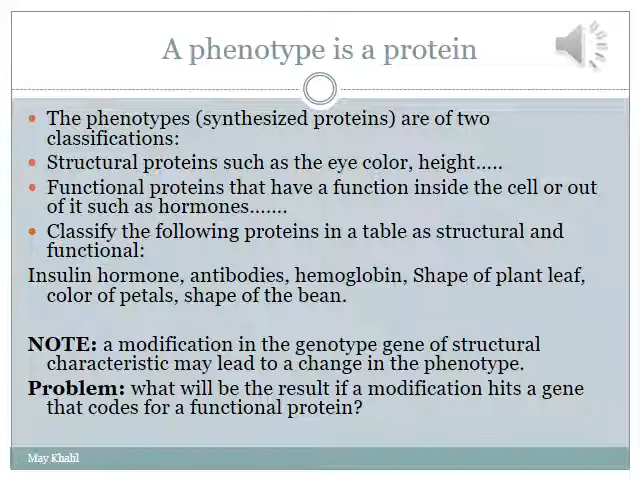 A phenotype is a protein
• The phenotypes (synthesized proteins) are of two
classifications:
• Structural proteins such as the eye color, height…..
• Functional proteins that have a function inside the cell or out
of it such as hormones…….
• Classify the following proteins in a table as structural and
functional:
Insulin hormone, antibodies, hemoglobin, Shape of plant leaf,
color of petals, shape of the bean.
NOTE: a modification in the genotype gene of structural
characteristic may lead to a change in the phenotype.
Problem: what will be the result if a modification hits a gene
that codes for a functional protein?
May Khalil